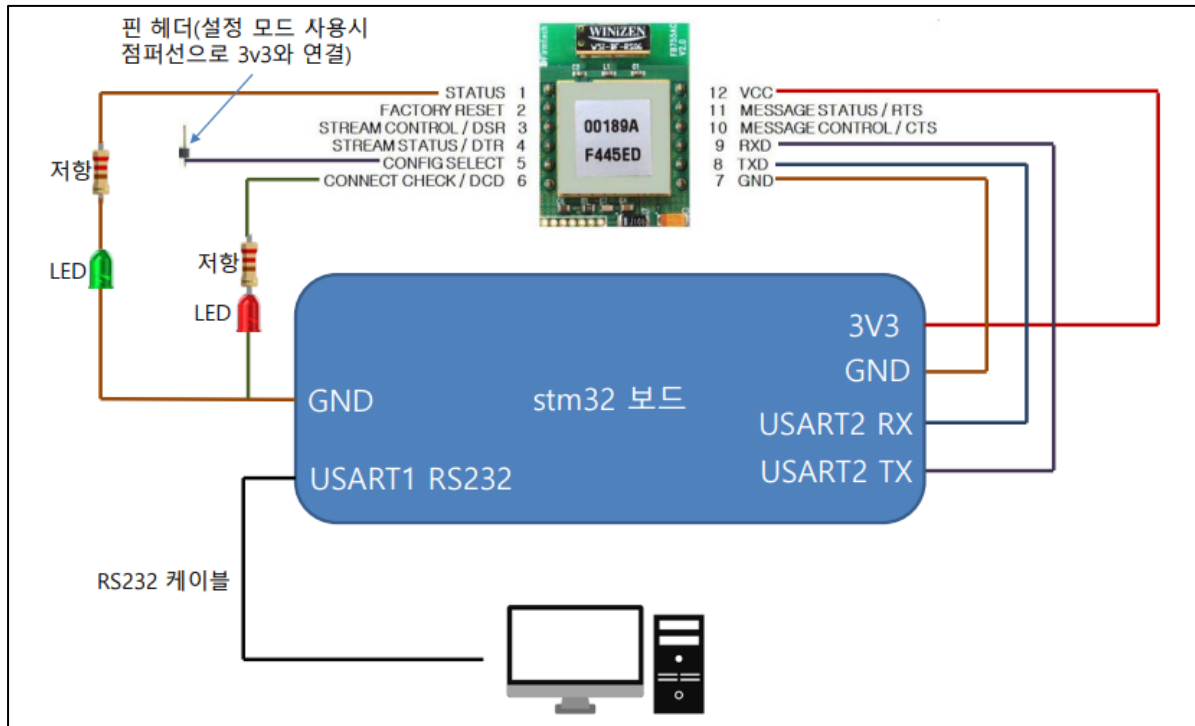 핀 헤더(설정 모드 사용시
점퍼선으로 3v3와 연결)
WiNiZEN
FB755AC
V2.0
STATUS 1
FACTORY RESET 2
STREAM CONTROL / DSR 3
STREAM STATUS / DTR 4
CONFIG SELECT 5
CONNECT CHECK / DCD 6
00189A
F445ED
12 VCC
11 MESSAGE STATUS / RTS
10 MESSAGE CONTROL / CTS
9 RXD
8 TXD
7 GND
저항
LED
저항
LED
3V3
GND
GND
stm32 보드
USART2 RX
USART2 TX
USART1 RS232
RS232 케이블